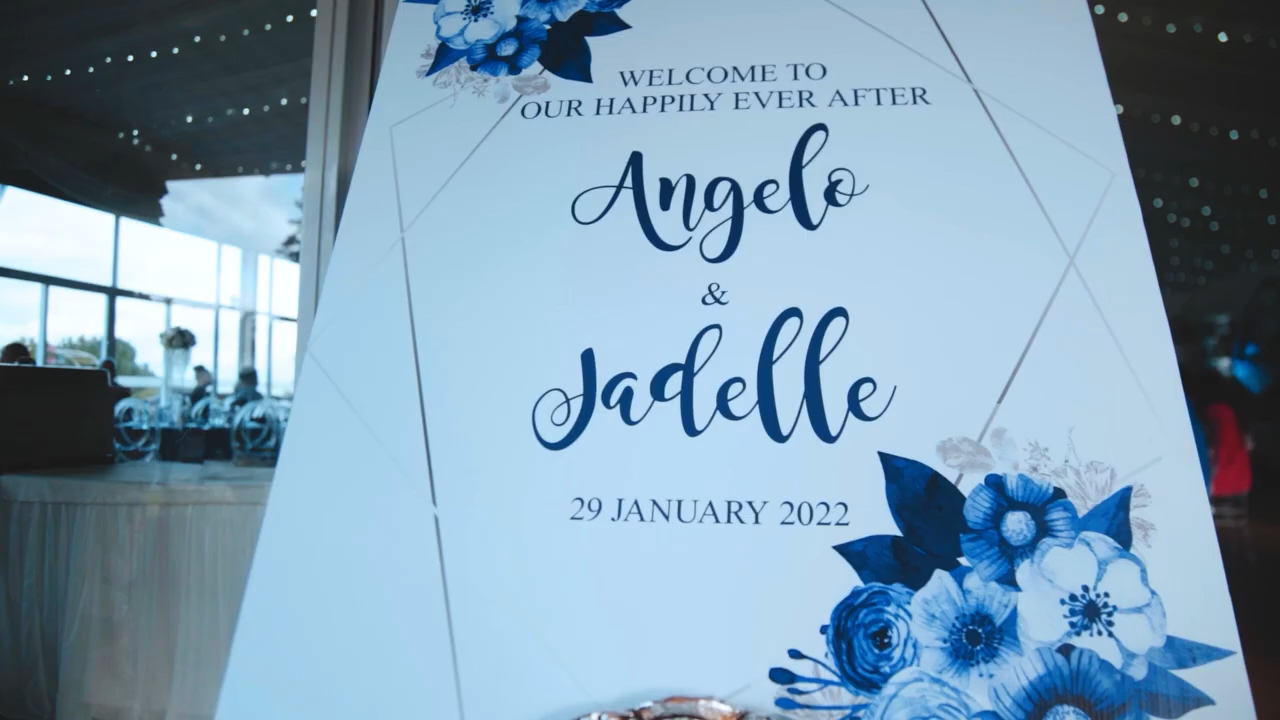 WELCOME TO
OUR HAPPILY EVER AFTER
Angelo
&
Jadelle
29 JANUARY 2022